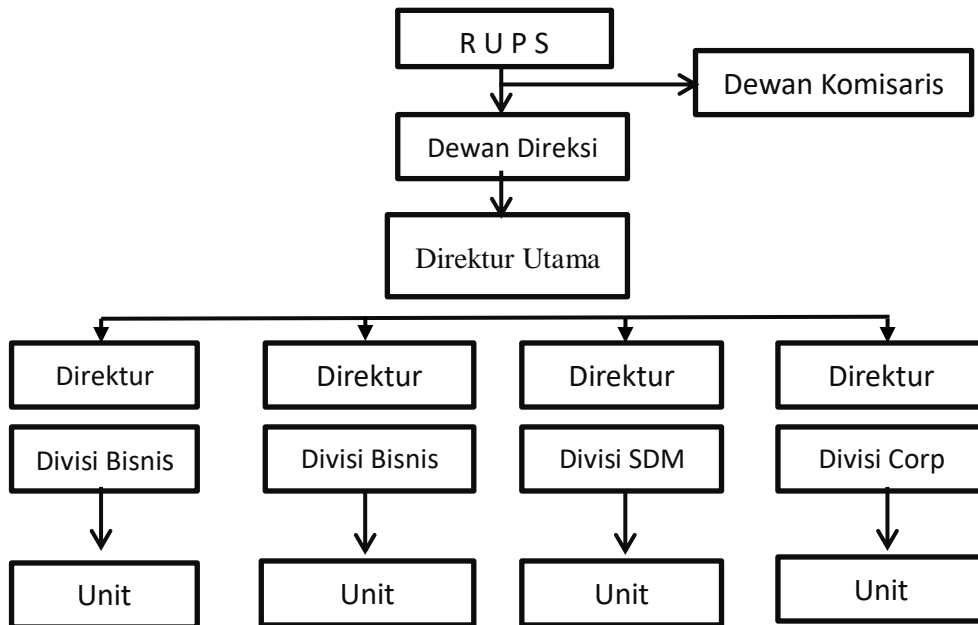 R U P S
Dewan Komisaris
Dewan Direksi
Direktur Utama
Direktur
Direktur
Direktur
Direktur
Divisi Bisnis
Divisi Bisnis
Divisi SDM
Divisi Corp
Unit
Unit
Unit
Unit